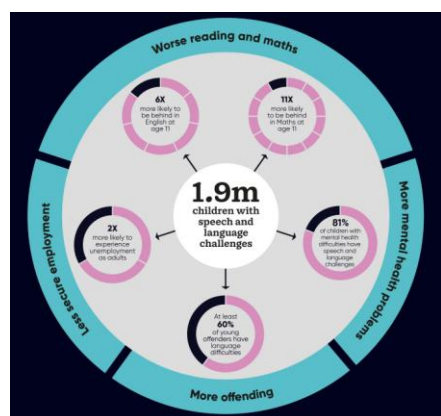 Worse reading and maths
6X
more likely to
be behind in
English at
age 11
11X
more likely
to be behind
in Maths at
age 11
1.9m
children with
speech and
language
challenges
2X
more likely to
experience
unemployment
as adults
81%
of children with
mental health
difficulties have
speech and
language
challenges
At least
60%
of young
offenders have
language
difficulties
Less secure employment
More mental health problems
More offending